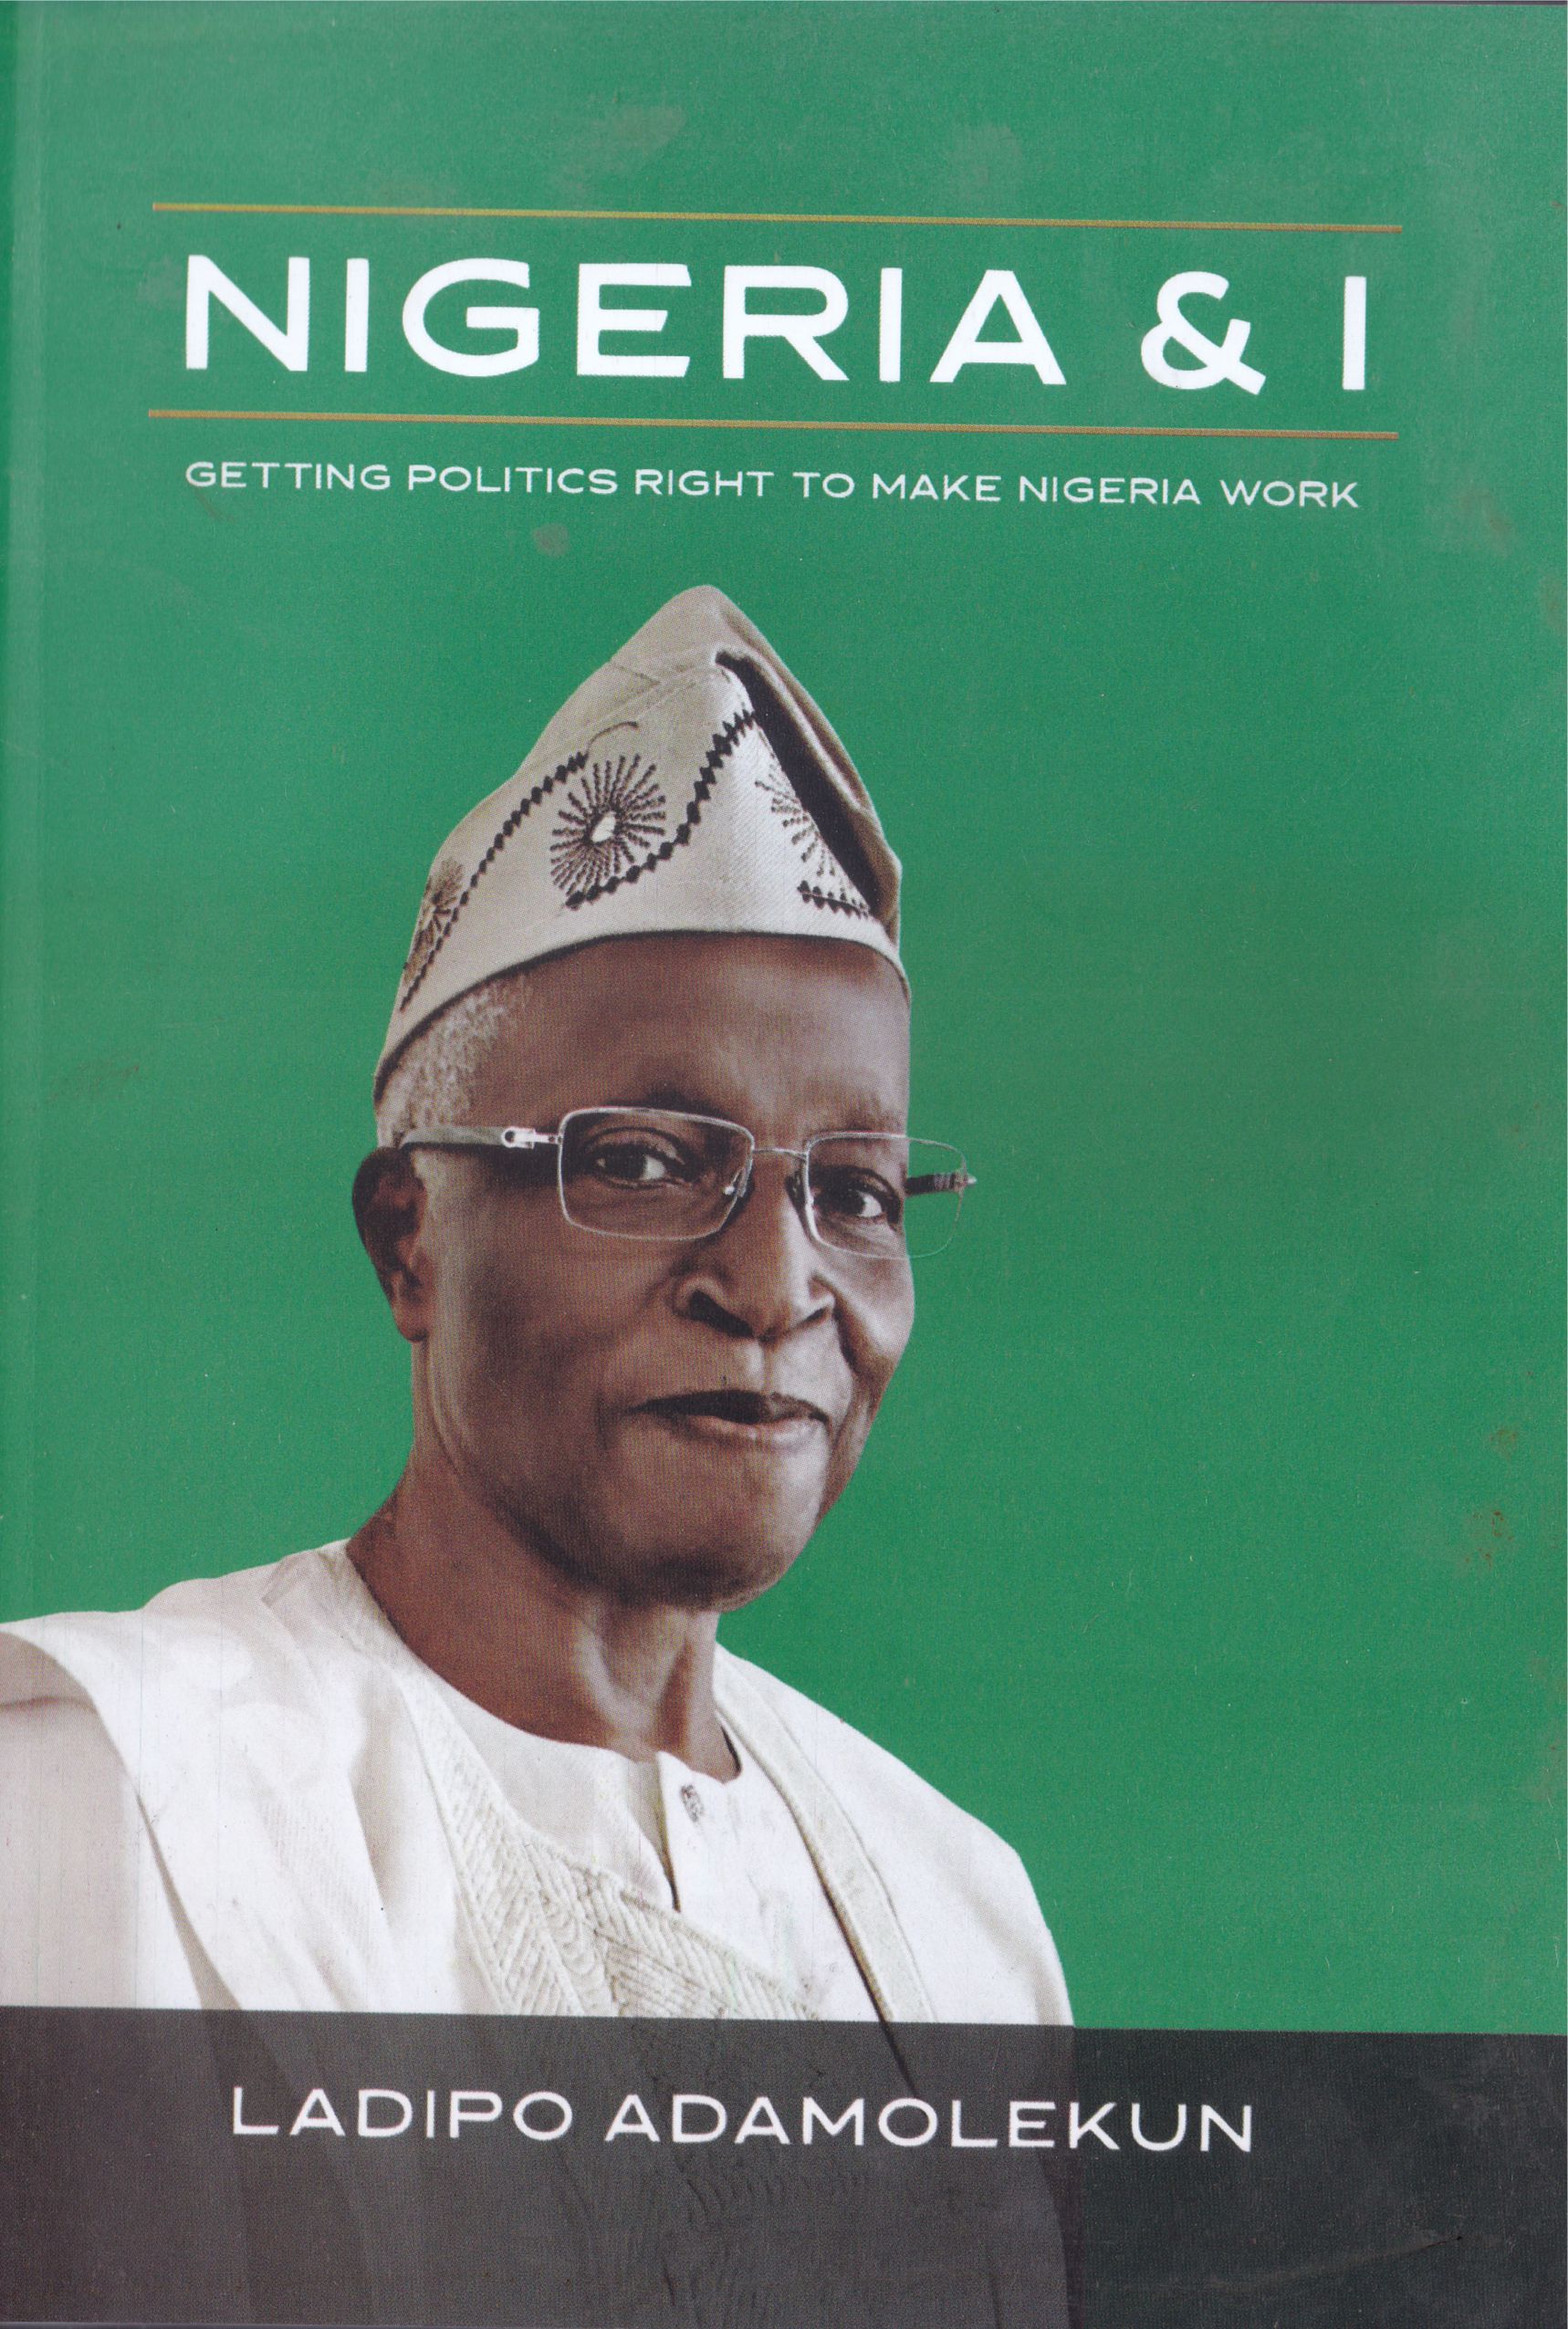 NIGERIA & I
GETTING POLITICS RIGHT TO MAKE NIGERIA WORK
LADIPO ADAMOLEKUN